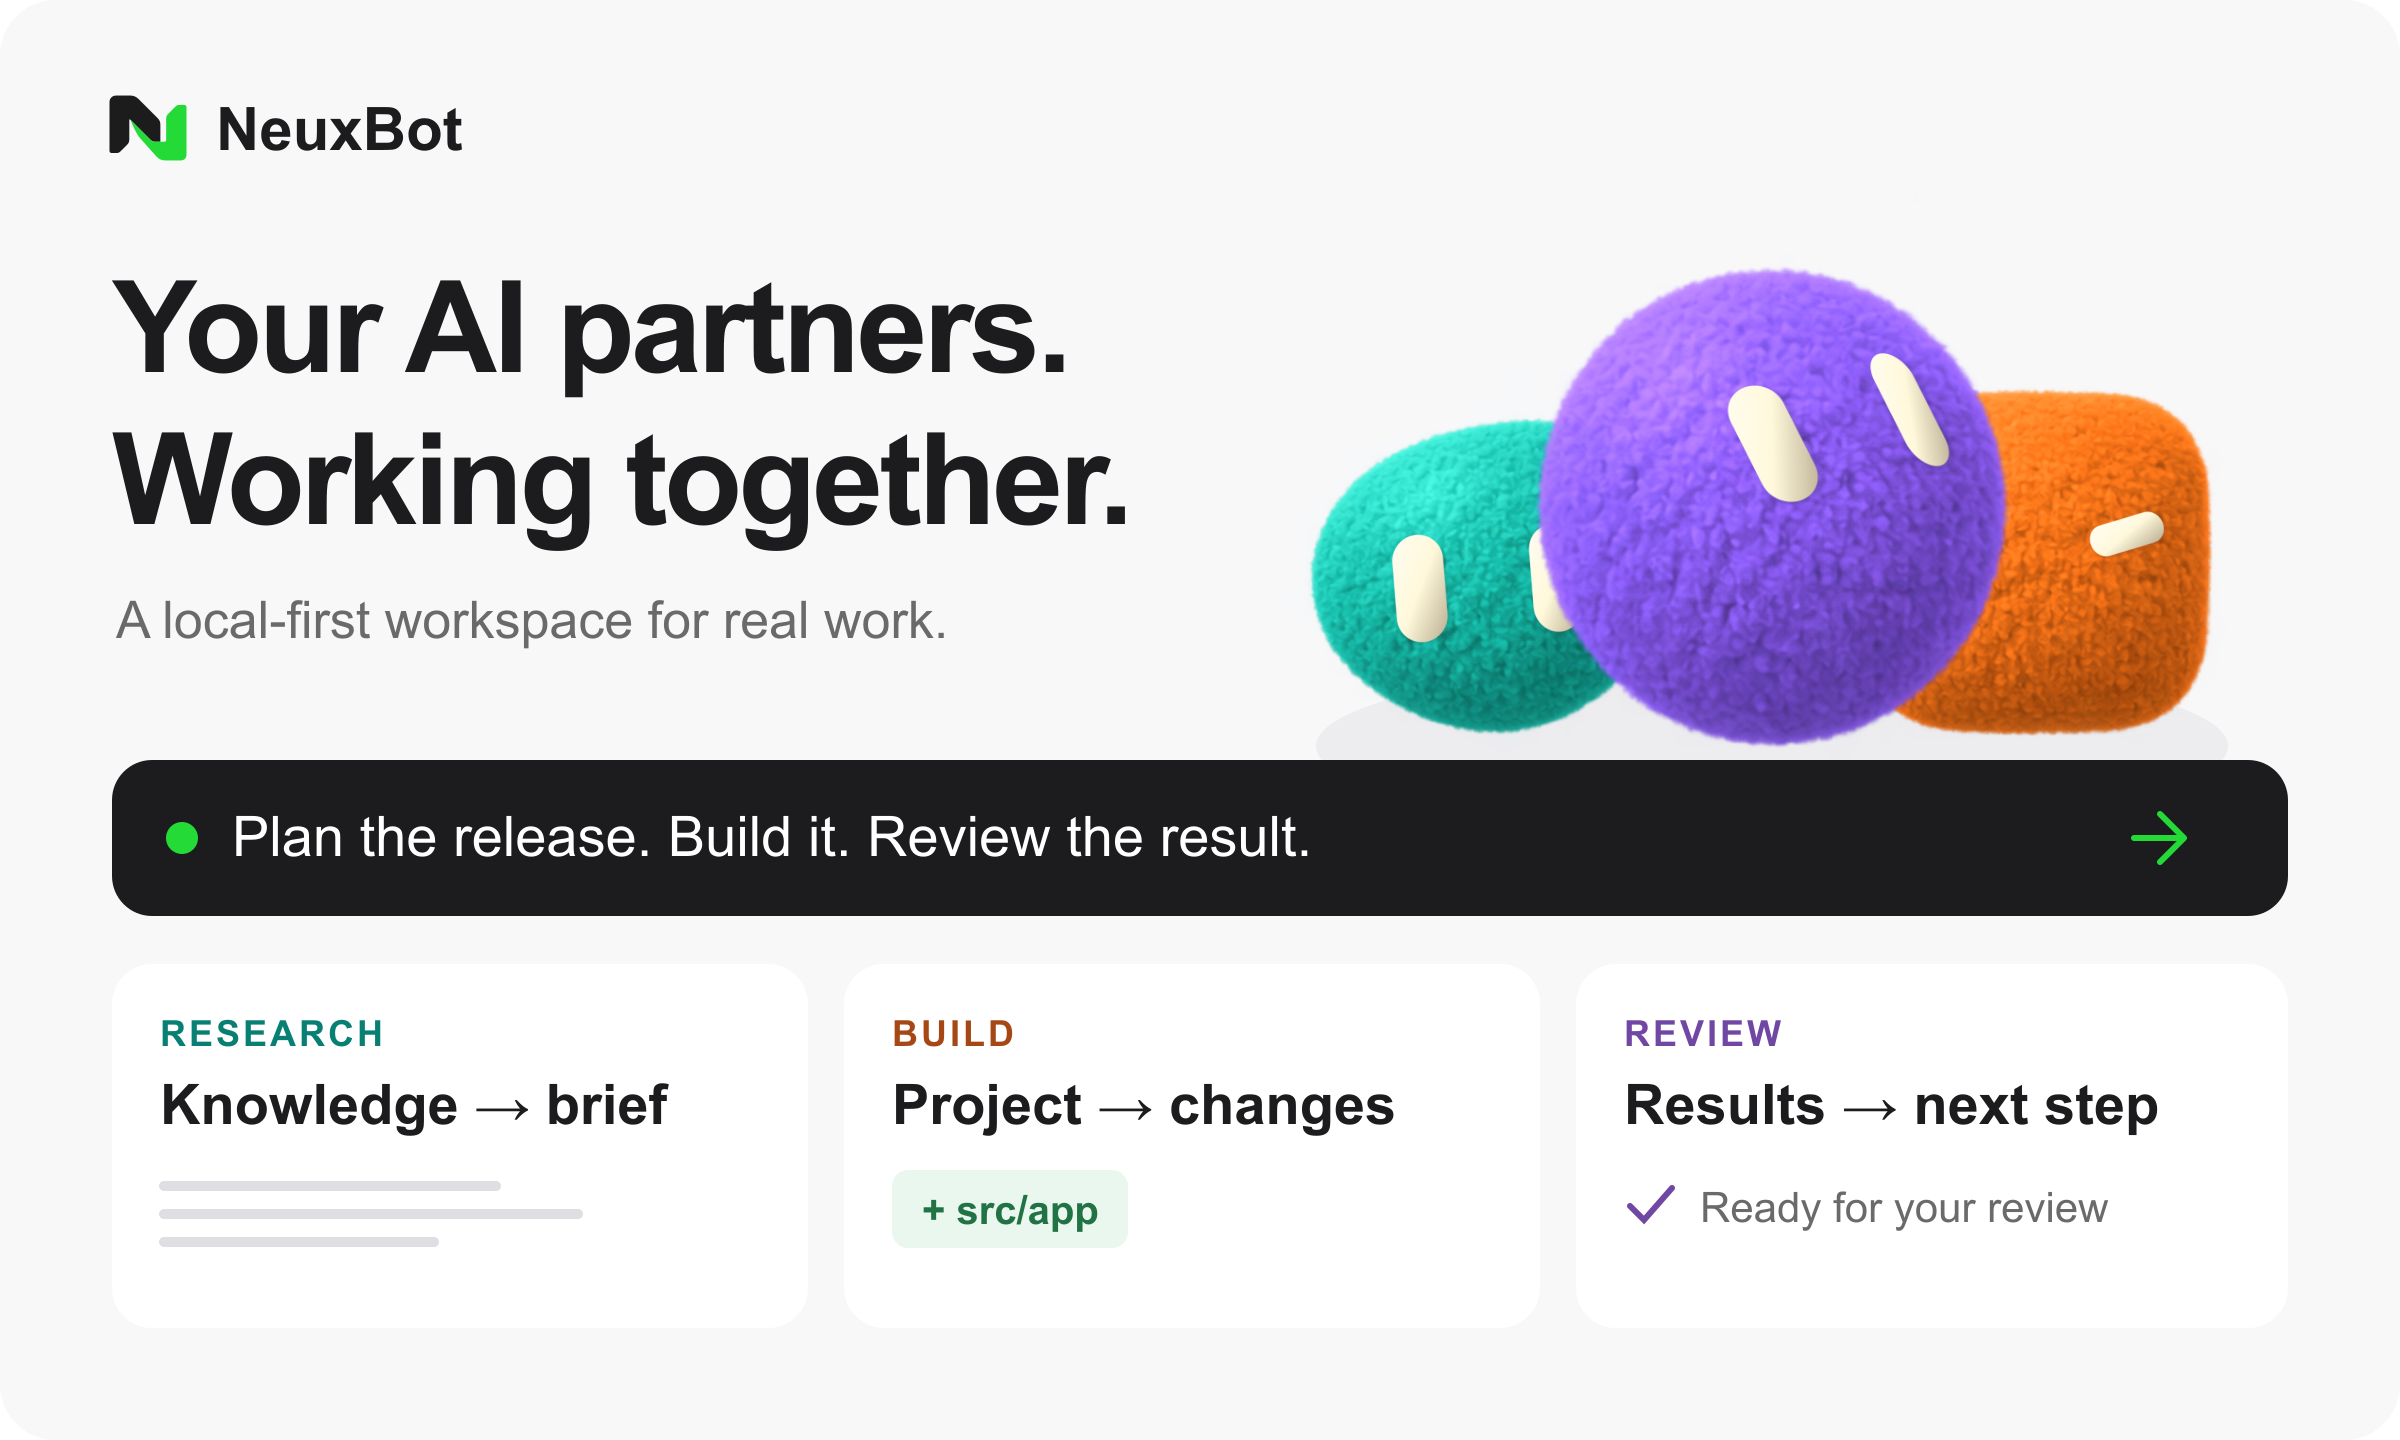 NeuxBot
Your AI partners.
Working together.
A local-first workspace for real work.
Plan the release. Build it. Review the result.
RESEARCH
Knowledge → brief
BUILD
Project → changes
+ src/app
REVIEW
Results → next step
Ready for your review